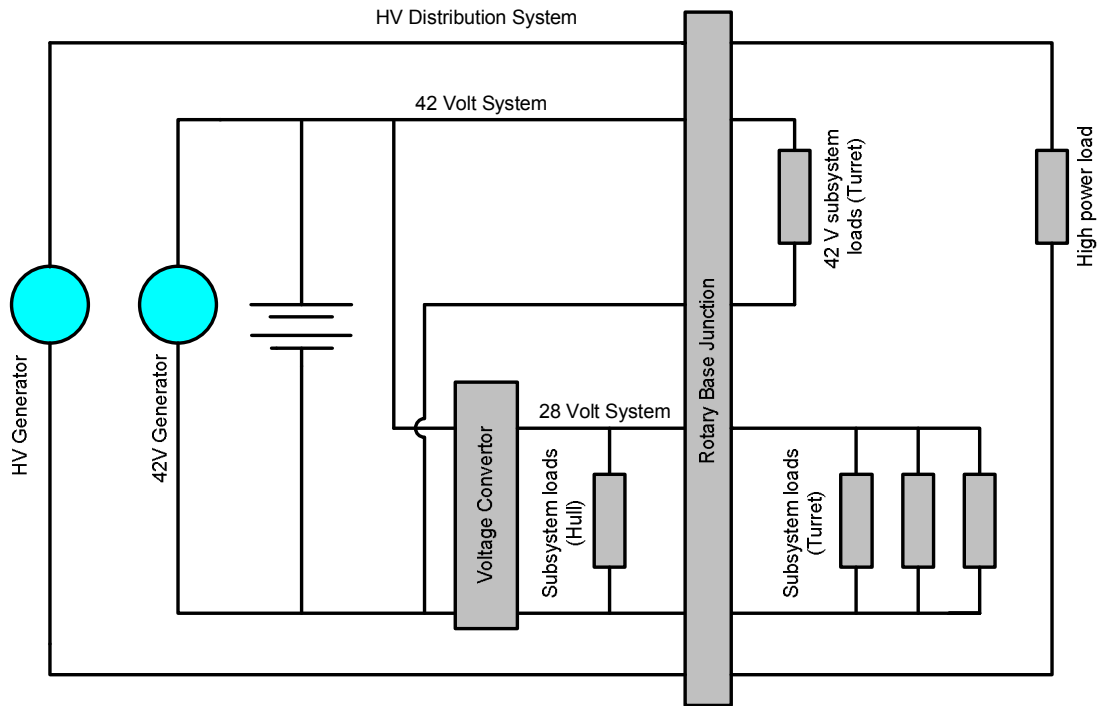 HV Distribution System
42 Volt System
42 V subsystem
loads (Turret)
High power load
HV Generator
42V Generator
Rotary Base Junction
28 Volt System
Voltage Convertor
Subsystem loads
(Hull)
Subsystem loads
(Turret)